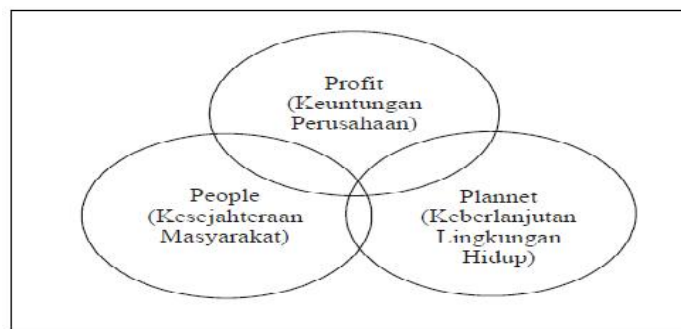 Profit
(Keuntungan
Perusahaan)
People
(Kesejahteraan
Masyarakat)
Plannet
(Keberlanjutan
Lingkungan
Hidup)